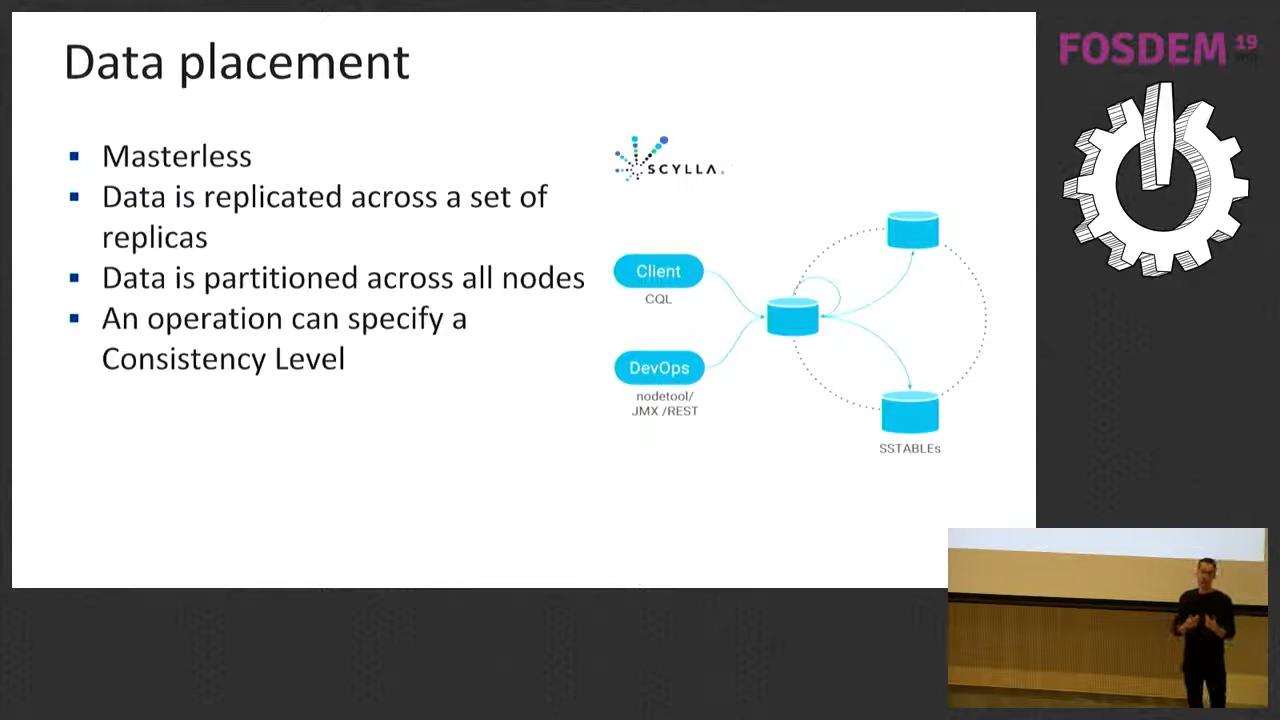 Data placement
Masterless
Data is replicated across a set of
replicas
Data is partitioned across all nodes
An operation can specify a
Consistency Level
SCYLLA.
Client
CQL
DevOps
nodetool/
JMX /REST
SSTABLEs
FOSDEM 19